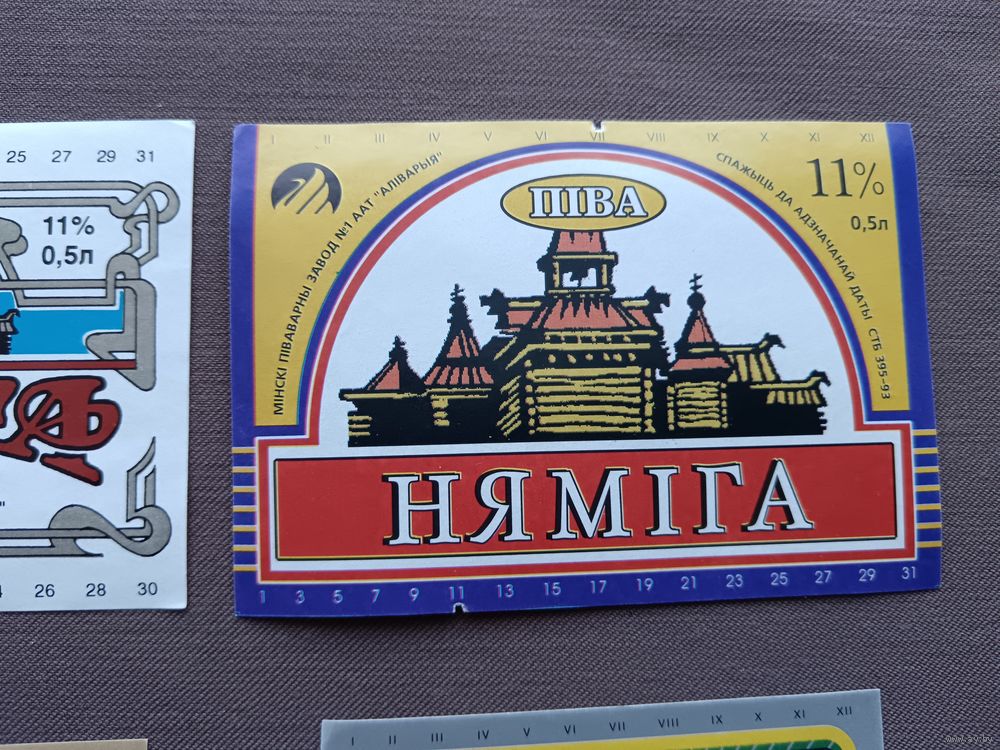 25 27 29 31
11%
0,5л
26 28 30
I II III IV V VI VII VIII IX X XI XII
МІНСКІ ПІВАВАРНЫ ЗАВОД №1 ААТ "АЛІВАРЫЯ"
СПАЖЫЦЬ ДА АДЗНАЧАНАЙ ДАТЫ СТБ 395-93
11%
0,5л
ПІВА
НЯМІГА
1 3 5 7 9 11 13 15 17 19 21 23 25 27 29 31
I II III IV V VI VII VIII IX X XI XII
www.ay.by